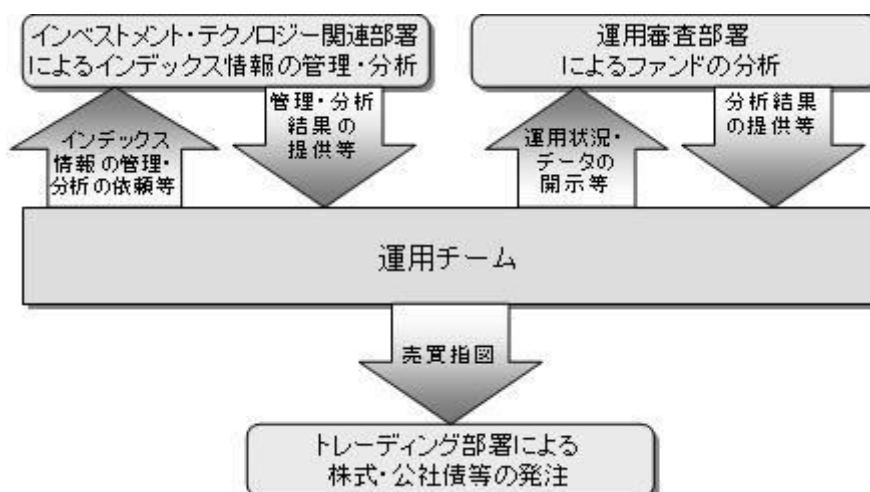 インベストメント・テクノロジー関連部署
によるインデックス情報の管理・分析
運用審査部署
によるファンドの分析
インデックス
情報の管理・
分析の依頼等
管理・分析
結果の
提供等
運用状況・
データの
開示等
分析結果
の提供等
運用チーム
売買指図
トレーディング部署による
株式・公社債等の発注